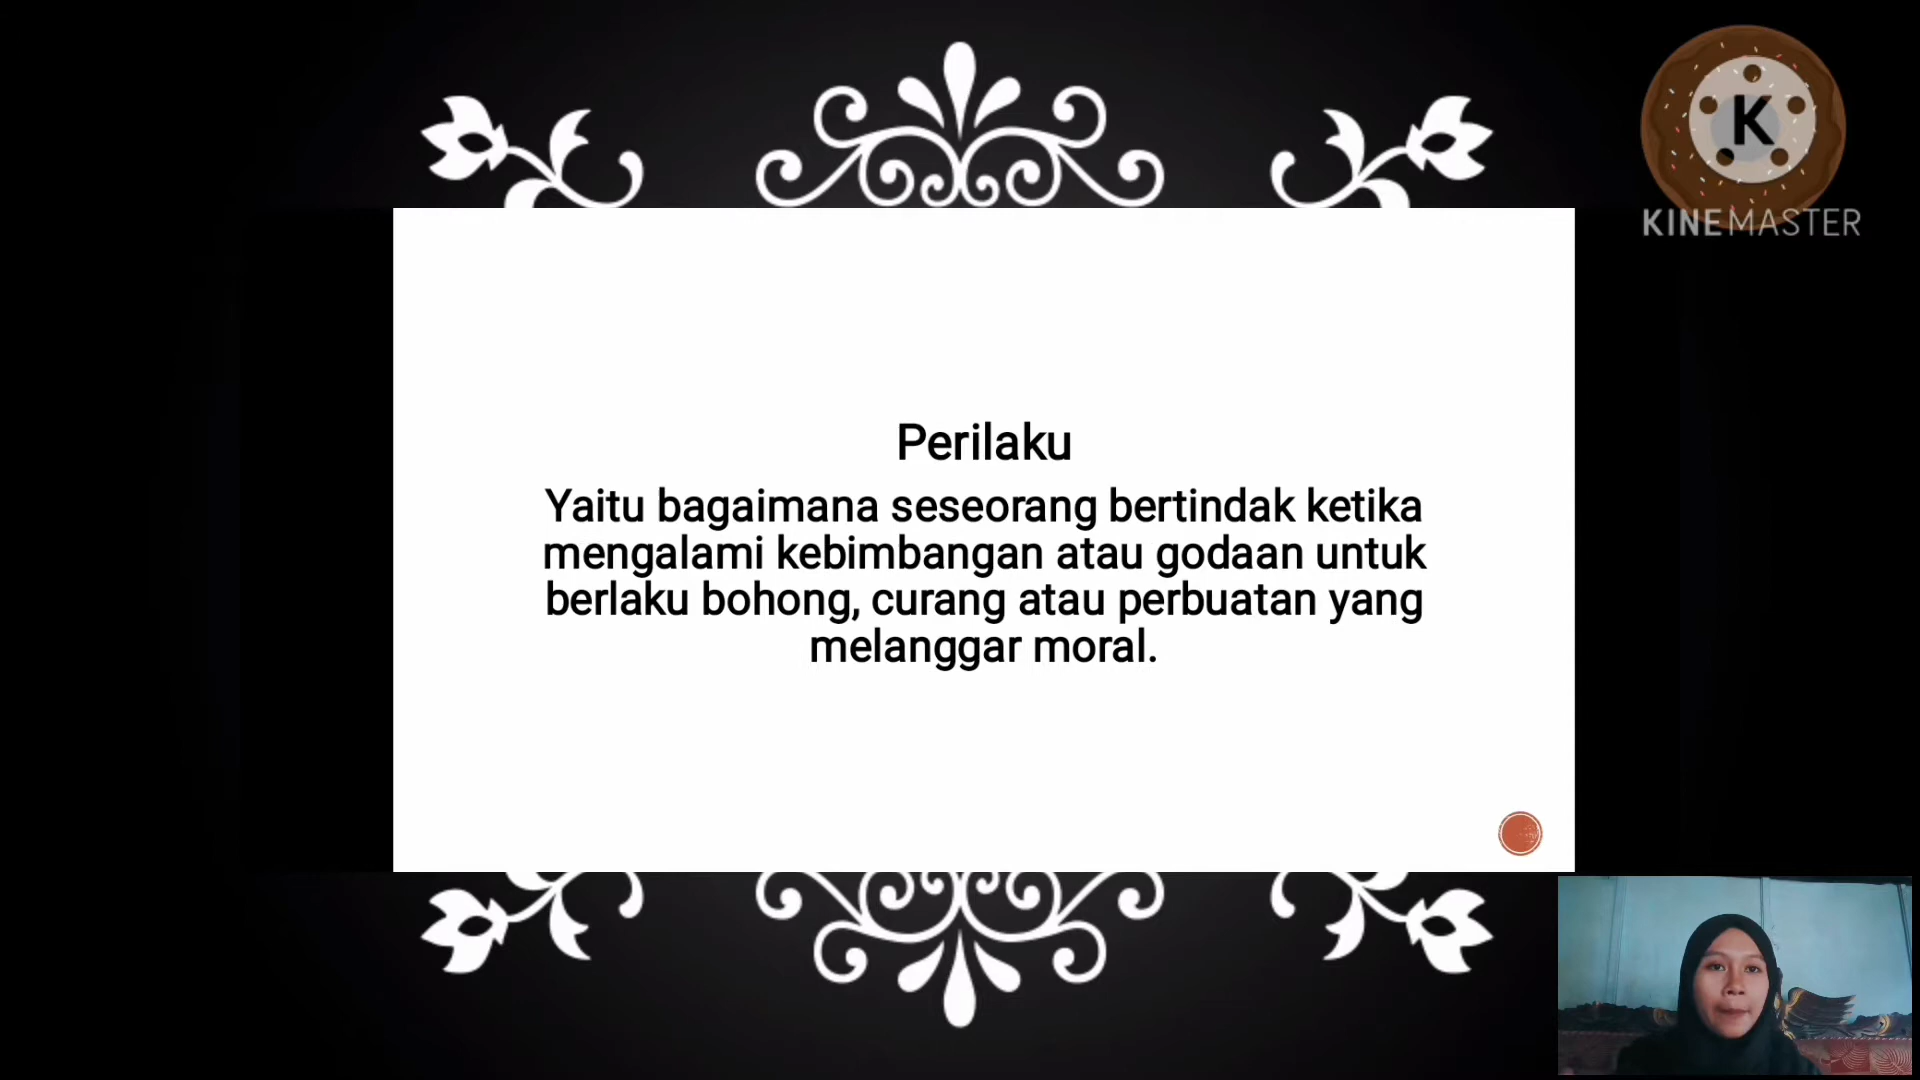 K
KINEMASTER
Perilaku
Yaitu bagaimana seseorang bertindak ketika
mengalami kebimbangan atau godaan untuk
berlaku bohong, curang atau perbuatan yang
melanggar moral.